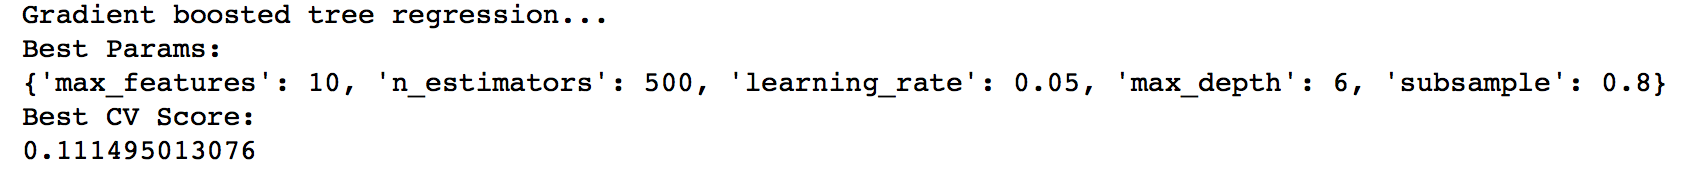 Gradient boosted tree regression...
Best Params:
{'max_features': 10, 'n_estimators': 500, 'learning_rate': 0.05, 'max_depth': 6, 'subsample': 0.8}
Best CV Score:
0.111495013076